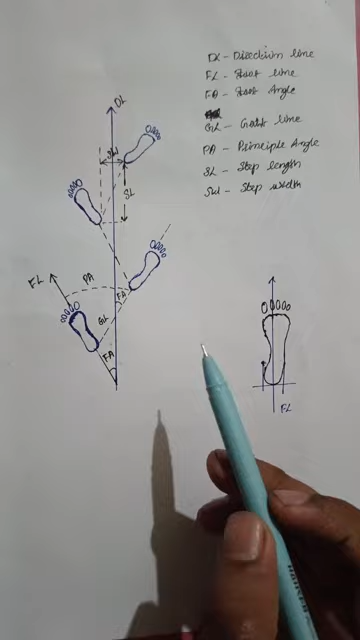 DL - Direction line
FL - Foot line
FA - Foot Angle
GL - Gait line
PA - Principle Angle
SL - Step length
SW - Step width
DL
SW
SL
FL
PA
FA
GL
FA
FL